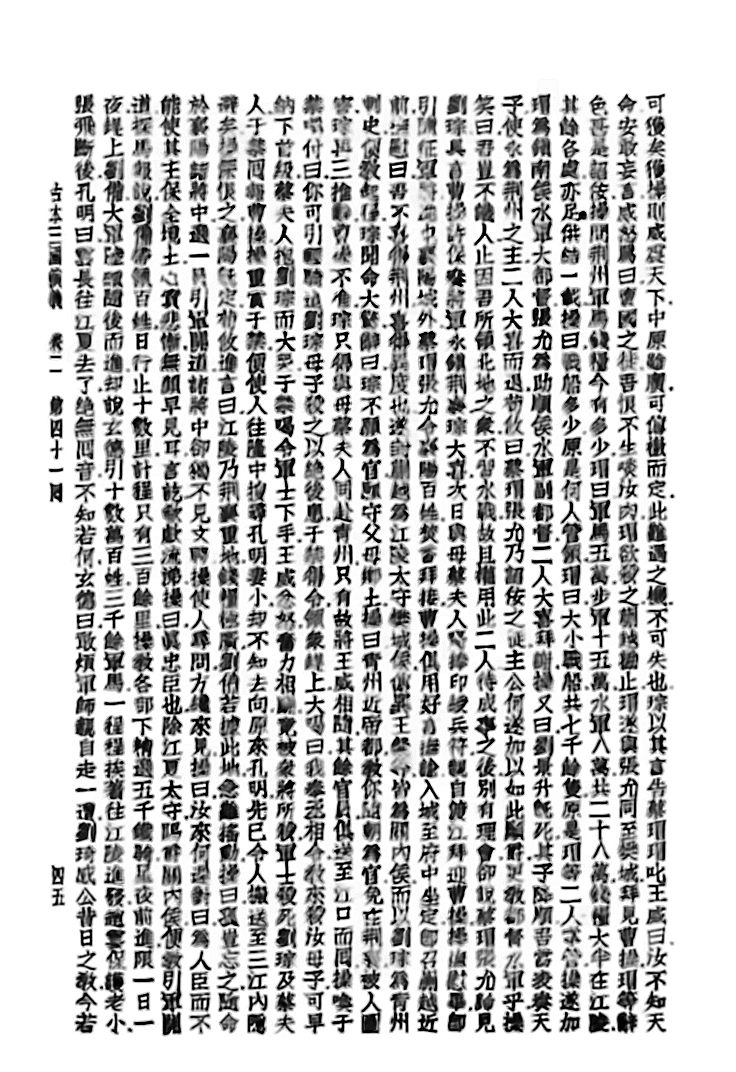 可獲矣獲操則威震天下中原雖廣可傳檄而定此難遇之機不可失也琮以其言告蔡瑁瑁叱王威曰汝不知天
命安敢妄言威怒罵曰賣國之徒吾恨不生啖汝肉瑁欲殺之蒯越勸止瑁遂與張允同至樊城拜見曹操瑁等辭
色甚是諂佞操問荆州軍馬錢糧今有多少瑁曰軍馬五萬步軍十五萬水軍八萬共二十八萬錢糧大半在江陵
其餘各處亦足供給一載操曰戰船多少原是何人管領瑁曰大小戰船共七千餘隻原是瑁等二人掌管操遂加
瑁爲鎮南侯水軍大都督張允爲助順侯水軍副都督二人大喜拜謝操又曰劉景升既死其子降順吾當表奏天
子使永爲荆州之主二人大喜而退荀攸曰蔡瑁張允乃諂佞之徒主公何遂加以如此顯爵更教都督水軍乎操
笑曰吾豈不識人止因吾所領北地之衆不習水戰故且權用此二人待成事之後別有理會卻說蔡瑁張允歸見
劉琮具言曹操許保奏將軍永鎮荆襄琮大喜次日與母蔡夫人齎捧印綬兵符親自渡江拜迎曹操操撫慰畢即
引隨征軍將進屯襄陽城外蔡瑁張允令襄陽百姓焚香拜接曹操俱用好言撫諭入城至府中坐定即召蒯越近
前撫慰曰吾不喜得荆州喜得異度也遂封蒯越爲江陵太守樊城侯傅巽王粲等皆爲關內侯而以劉琮爲青州
刺史便教起程琮聞命大驚辭曰琮不願爲官願守父母鄉土操曰青州近帝都教你隨朝爲官免在荆襄被人圖
害琮再三推辭曹操不准琮只得與母蔡夫人同赴青州只有故將王威相隨其餘官員俱送至江口而回操喚于
禁囑付曰你可引輕騎追劉琮母子殺之以絕後患于禁得令領衆趕上大喝曰我奉丞相令教來殺汝母子可早
納下首級蔡夫人抱劉琮而大哭于禁喝令軍士下手王威忿怒奮力相鬭竟被衆將所殺軍士殺死劉琮及蔡夫
人于禁回報曹操操重賞于禁便使人往隆中搜尋孔明妻小却不知去向原來孔明先已令人搬送至三江內隱
避矣操深恨之襄陽既定荀攸進言曰江陵乃荆襄重地錢糧極廣劉備若據此地急難搖動操曰孤豈忘之隨命
於襄陽諸將中選一員引軍開道諸將中卻獨不見文聘操使人尋問方纔來見操曰汝來何遲對曰爲人臣而不
能使其主保全境土心實悲慚無顏早見耳言訖欷歔流涕操曰眞忠臣也除江夏太守賜爵關內侯便教引軍開
道探馬報說劉備帶領百姓日行止十數里計程只有三百餘里操教各部下精選五千鐵騎星夜前進限一日一
夜趕上劉備大軍陸續隨後而進却說玄德引十數萬百姓三千餘軍馬一程程挨著往江陵進發趙雲保護老小
張飛斷後孔明曰雲長往江夏去了絕無回音不知若何玄德曰敢煩軍師親自走一遭劉琦感公昔日之教今若
古本三國演義 卷二 第四十一回 四五